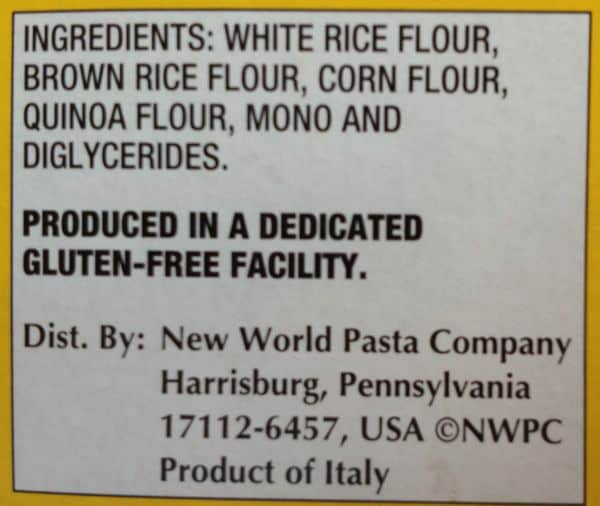 INGREDIENTS: WHITE RICE FLOUR,
BROWN RICE FLOUR, CORN FLOUR,
QUINOA FLOUR, MONO AND
DIGLYCERIDES.
PRODUCED IN A DEDICATED
GLUTEN-FREE FACILITY.
Dist. By: New World Pasta Company
Harrisburg, Pennsylvania
17112-6457, USA ©NWPC
Product of Italy